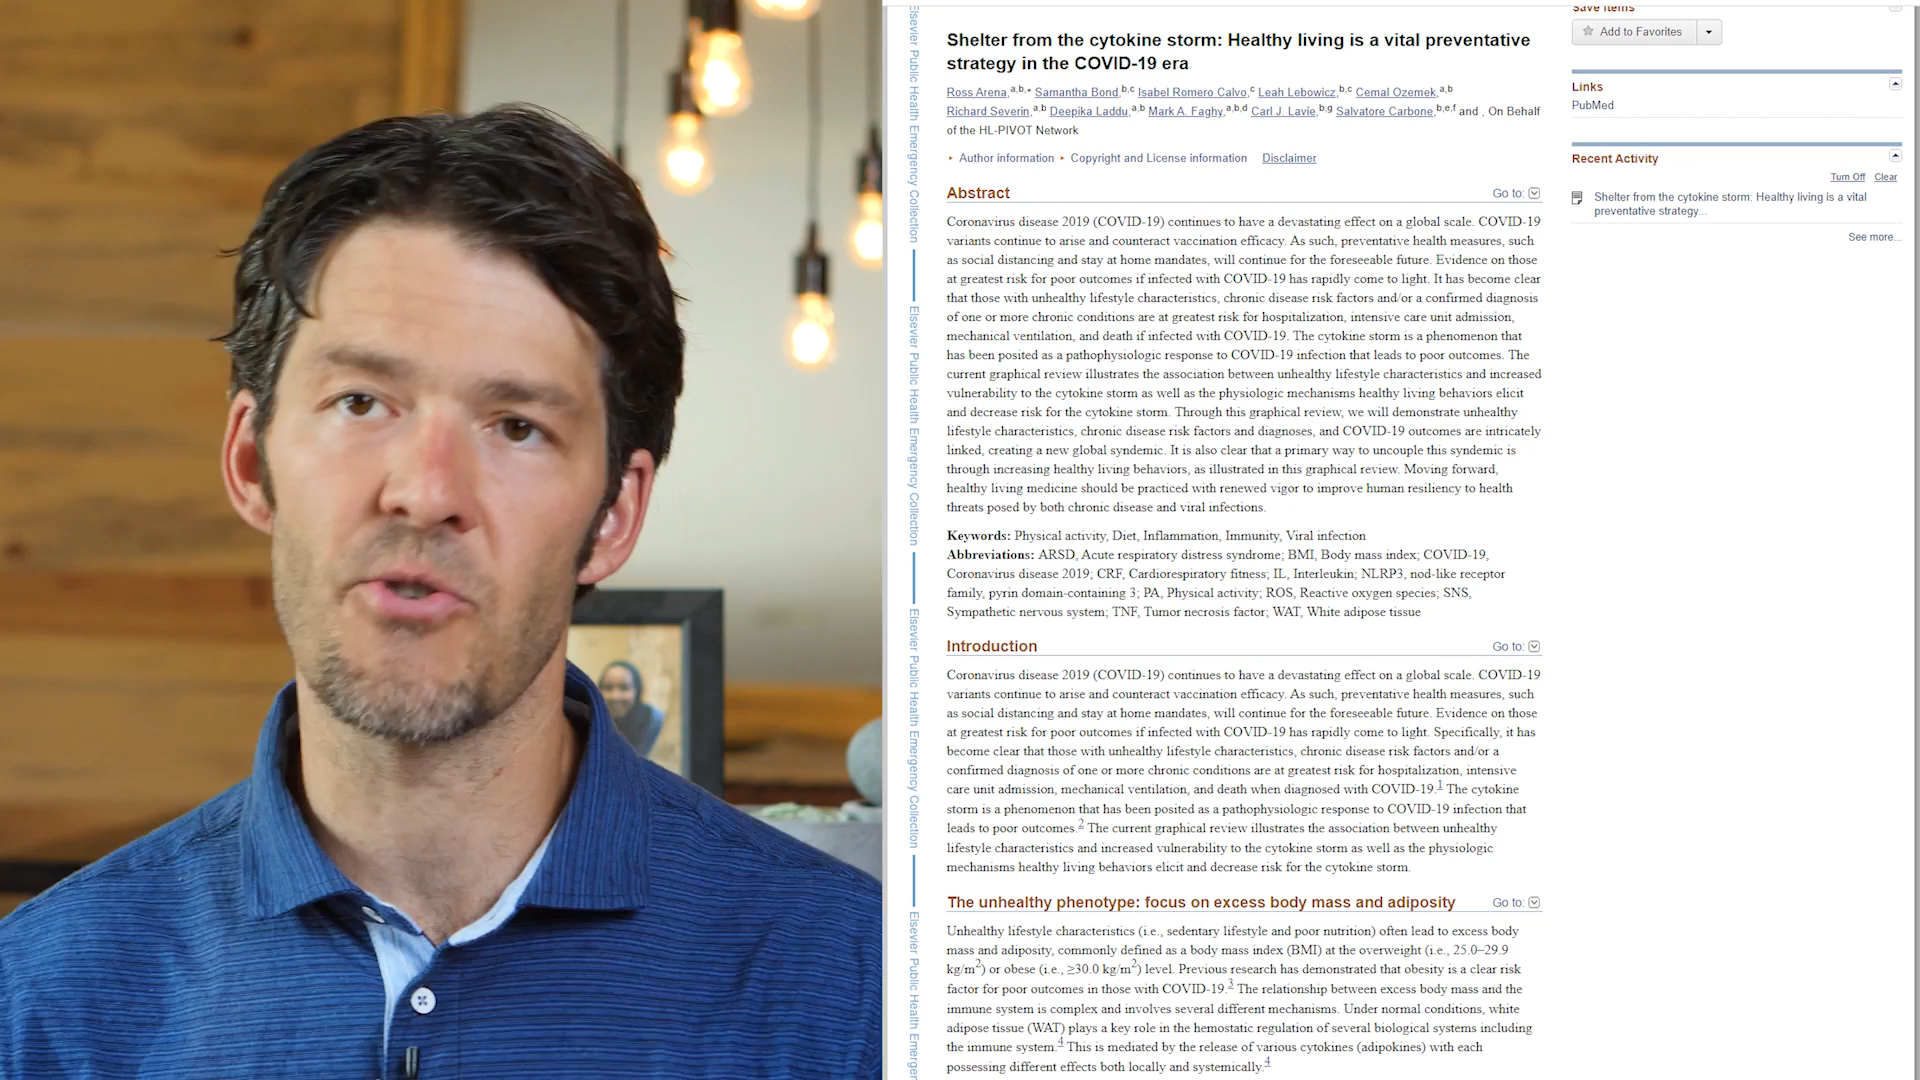 Save Items
Add to Favorites
Shelter from the cytokine storm: Healthy living is a vital preventative
strategy in the COVID-19 era
Ross Arena,a,b,⁎ Samantha Bond,b,c Isabel Romero Calvo,c Leah Lebowicz,b,c Cemal Ozemek,a,b
Richard Severin,a,b Deepika Laddu,a,b Mark A. Faghy,a,b,d Carl J. Lavie,b,g Salvatore Carbone,b,e,f and , On Behalf
of the HL-PIVOT Network
Author information Copyright and License information Disclaimer
Abstract Go to:
Coronavirus disease 2019 (COVID-19) continues to have a devastating effect on a global scale. COVID-19
variants continue to arise and counteract vaccination efficacy. As such, preventative health measures, such
as social distancing and stay at home mandates, will continue for the foreseeable future. Evidence on those
at greatest risk for poor outcomes if infected with COVID-19 has rapidly come to light. It has become clear
that those with unhealthy lifestyle characteristics, chronic disease risk factors and/or a confirmed diagnosis
of one or more chronic conditions are at greatest risk for hospitalization, intensive care unit admission,
mechanical ventilation, and death if infected with COVID-19. The cytokine storm is a phenomenon that
has been posited as a pathophysiologic response to COVID-19 infection that leads to poor outcomes. The
current graphical review illustrates the association between unhealthy lifestyle characteristics and increased
vulnerability to the cytokine storm as well as the physiologic mechanisms healthy living behaviors elicit
and decrease risk for the cytokine storm. Through this graphical review, we will demonstrate unhealthy
lifestyle characteristics, chronic disease risk factors and diagnoses, and COVID-19 outcomes are intricately
linked, creating a new global syndemic. It is also clear that a primary way to uncouple this syndemic is
through increasing healthy living behaviors, as illustrated in this graphical review. Moving forward,
healthy living medicine should be practiced with renewed vigor to improve human resiliency to health
threats posed by both chronic disease and viral infections.
Keywords: Physical activity, Diet, Inflammation, Immunity, Viral infection
Abbreviations: ARSD, Acute respiratory distress syndrome; BMI, Body mass index; COVID-19,
Coronavirus disease 2019; CRF, Cardiorespiratory fitness; IL, Interleukin; NLRP3, nod-like receptor
family, pyrin domain-containing 3; PA, Physical activity; ROS, Reactive oxygen species; SNS,
Sympathetic nervous system; TNF, Tumor necrosis factor; WAT, White adipose tissue
Introduction Go to:
Coronavirus disease 2019 (COVID-19) continues to have a devastating effect on a global scale. COVID-19
variants continue to arise and counteract vaccination efficacy. As such, preventative health measures, such
as social distancing and stay at home mandates, will continue for the foreseeable future. Evidence on those
at greatest risk for poor outcomes if infected with COVID-19 has rapidly come to light. Specifically, it has
become clear that those with unhealthy lifestyle characteristics, chronic disease risk factors and/or a
confirmed diagnosis of one or more chronic conditions are at greatest risk for hospitalization, intensive
care unit admission, mechanical ventilation, and death when diagnosed with COVID-19.1 The cytokine
storm is a phenomenon that has been posited as a pathophysiologic response to COVID-19 infection that
leads to poor outcomes.2 The current graphical review illustrates the association between unhealthy
lifestyle characteristics and increased vulnerability to the cytokine storm as well as the physiologic
mechanisms healthy living behaviors elicit and decrease risk for the cytokine storm.
The unhealthy phenotype: focus on excess body mass and adiposity Go to:
Unhealthy lifestyle characteristics (i.e., sedentary lifestyle and poor nutrition) often lead to excess body
mass and adiposity, commonly defined as a body mass index (BMI) at the overweight (i.e., 25.0–29.9
kg/m2) or obese (i.e., ≥30.0 kg/m2) level. Previous research has demonstrated that obesity is a clear risk
factor for poor outcomes in those with COVID-19.3 The relationship between excess body mass and the
immune system is complex and involves several different mechanisms. Under normal conditions, white
adipose tissue (WAT) plays a key role in the hemostatic regulation of several biological systems including
the immune system.4 This is mediated by the release of various cytokines (adipokines) with each
possessing different effects both locally and systemically.4
Links
PubMed
Recent Activity
Turn Off Clear
Shelter from the cytokine storm: Healthy living is a vital
preventative strategy...
See more...
Elsevier Public Health Emergency Collection
Elsevier Public Health Emergency Collection
Elsevier Public Health Emergency Collection
Elsevier Public Health Emergen